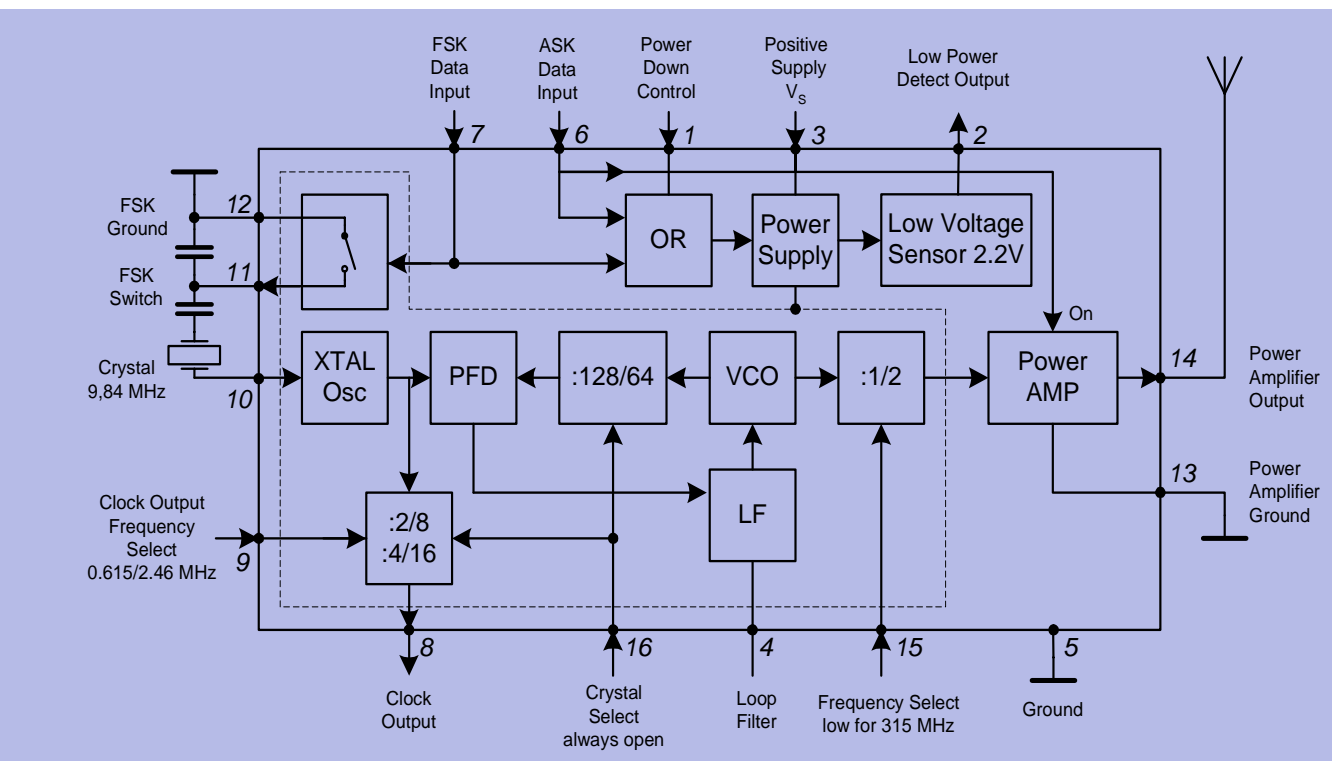 FSK
Data
Input
ASK
Data
Input
Power
Down
Control
Positive
Supply
VS
Low Power
Detect Output
7
6
1
3
2
12
FSK
Ground
11
FSK
Switch
OR
Power
Supply
Low Voltage
Sensor 2.2V
On
Crystal
9,84 MHz
10
XTAL
Osc
PFD
:128/64
VCO
:1/2
Power
AMP
14
Power
Amplifier
Output
13
Power
Amplifier
Ground
Clock Output
Frequency
Select
0.615/2.46 MHz
9
:2/8
:4/16
LF
8
16
4
15
5
Clock
Output
Crystal
Select
always open
Loop
Filter
Frequency Select
low for 315 MHz
Ground